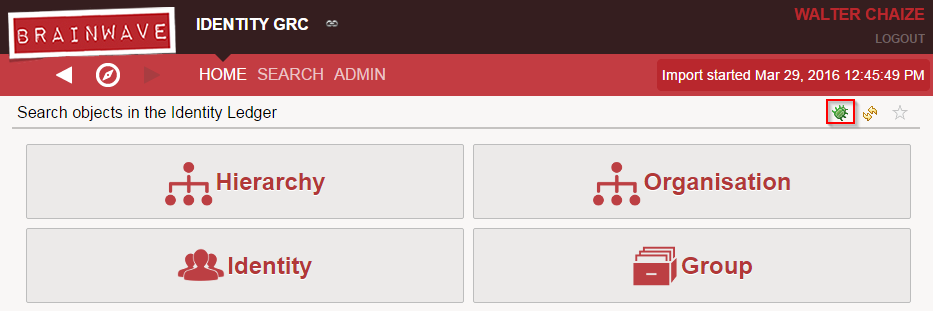 BRAINWAVE
IDENTITY GRC
WALTER CHAIZE
LOGOUT
HOME SEARCH ADMIN
Import started Mar 29, 2016 12:45:49 PM
Search objects in the Identity Ledger
Hierarchy
Organisation
Identity
Group